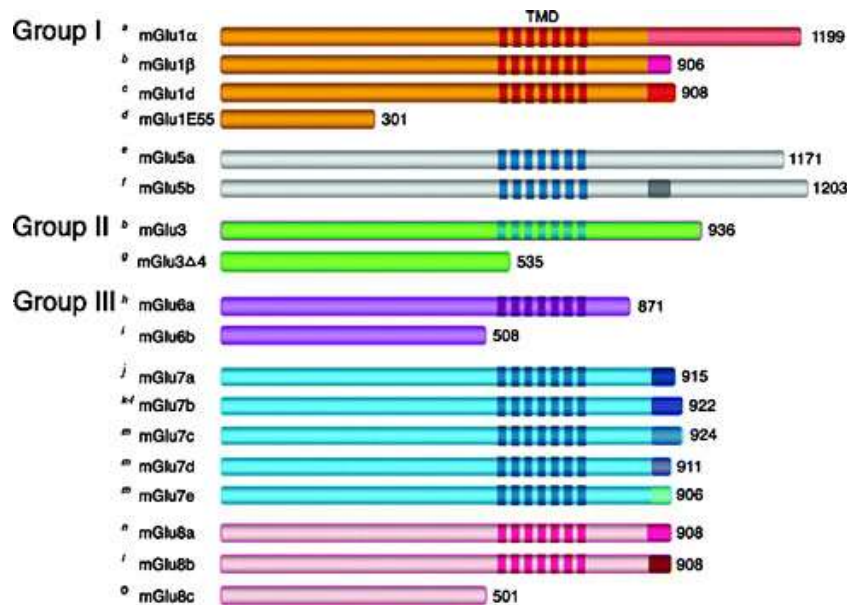 TMD
Group I a mGlu1α 1199
b mGlu1β 906
c mGlu1d 908
d mGlu1E55 301
e mGlu5a 1171
f mGlu5b 1203
Group II b mGlu3 936
g mGlu3Δ4 535
Group III h mGlu6a 871
i mGlu6b 508
j mGlu7a 915
mGlu7b 922
m mGlu7c 924
m mGlu7d 911
m mGlu7e 906
n mGlu8a 908
mGlu8b 908
o mGlu8c 501